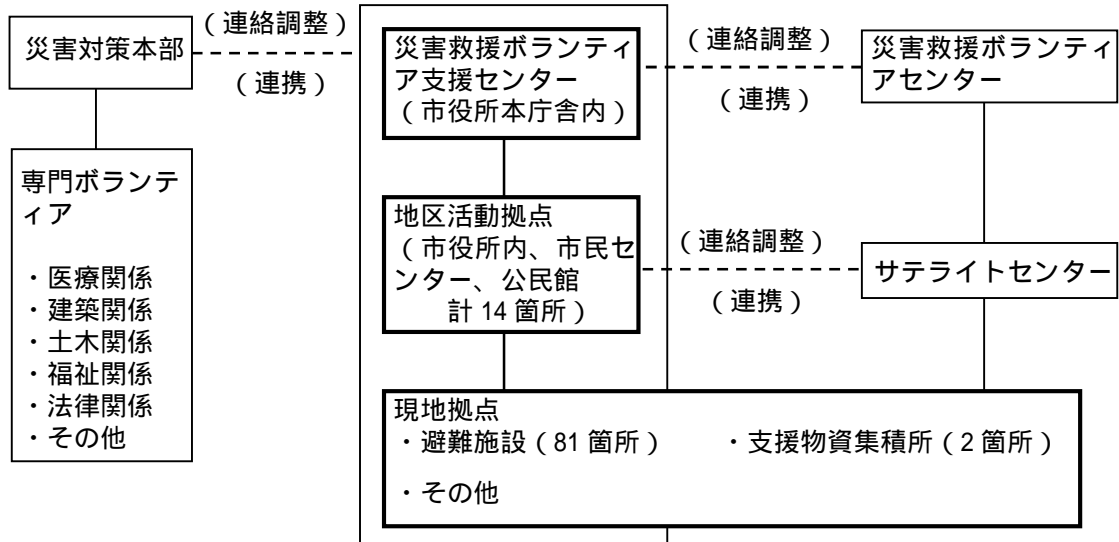 災害対策本部
（連絡調整）
（連携）
専門ボランテ
ィア
・医療関係
・建築関係
・土木関係
・福祉関係
・法律関係
・その他
災害救援ボランティ
ア支援センター
（市役所本庁舎内）
（連絡調整）
（連携）
災害救援ボランティ
アセンター
地区活動拠点
（市役所内、市民セ
ンター、公民館
計 14 箇所）
（連絡調整）
（連携）
サテライトセンター
現地拠点
・避難施設（81 箇所） ・支援物資集積所（2 箇所）
・その他